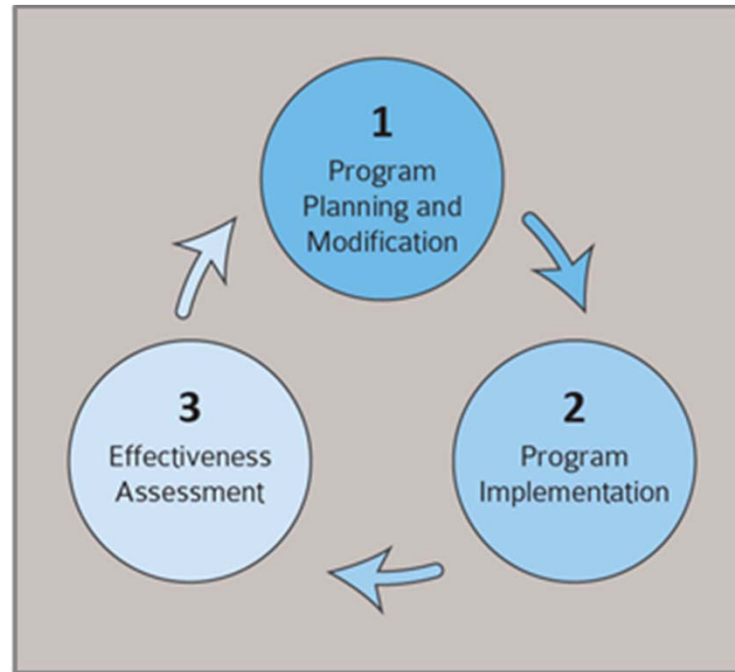 1
Program
Planning and
Modification
2
Program
Implementation
3
Effectiveness
Assessment